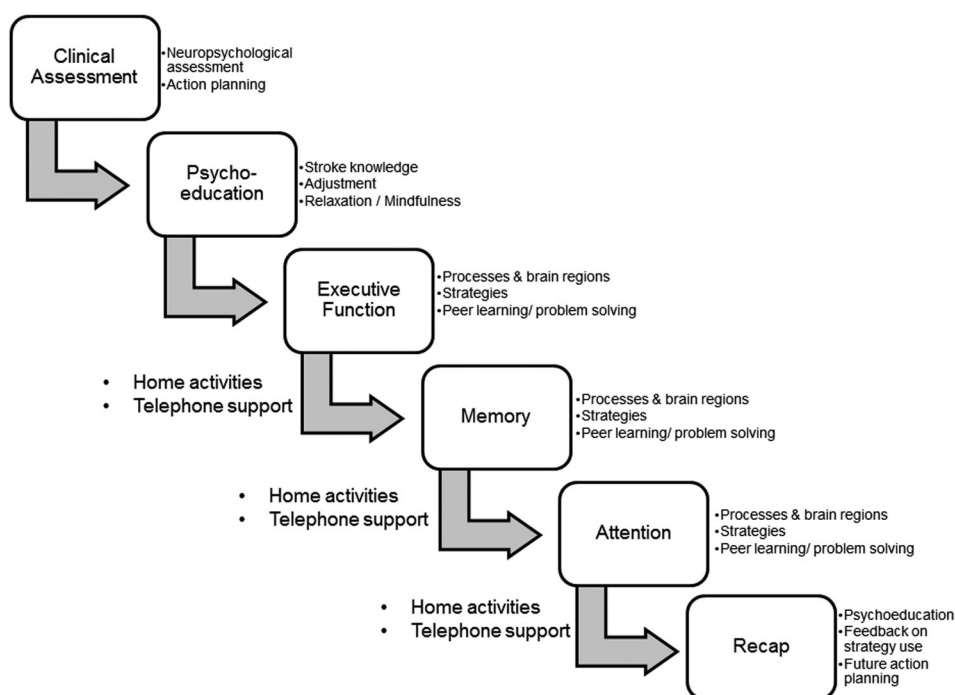 Clinical
Assessment
•Neuropsychological
assessment
•Action planning
Psycho-
education
•Stroke knowledge
•Adjustment
•Relaxation / Mindfulness
Executive
Function
•Processes & brain regions
•Strategies
•Peer learning/ problem solving
• Home activities
• Telephone support
Memory
•Processes & brain regions
•Strategies
•Peer learning/ problem solving
• Home activities
• Telephone support
Attention
•Processes & brain regions
•Strategies
•Peer learning/ problem solving
• Home activities
• Telephone support
Recap
•Psychoeducation
•Feedback on
strategy use
•Future action
planning